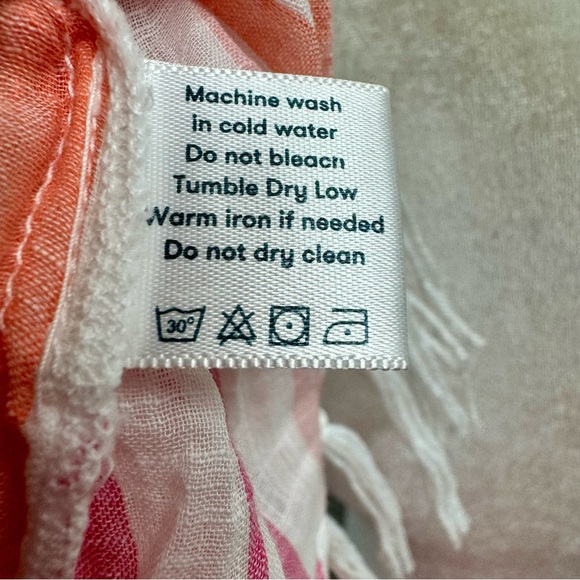 Machine wash
in cold water
Do not bleach
Tumble Dry Low
Warm iron if needed
Do not dry clean
30°